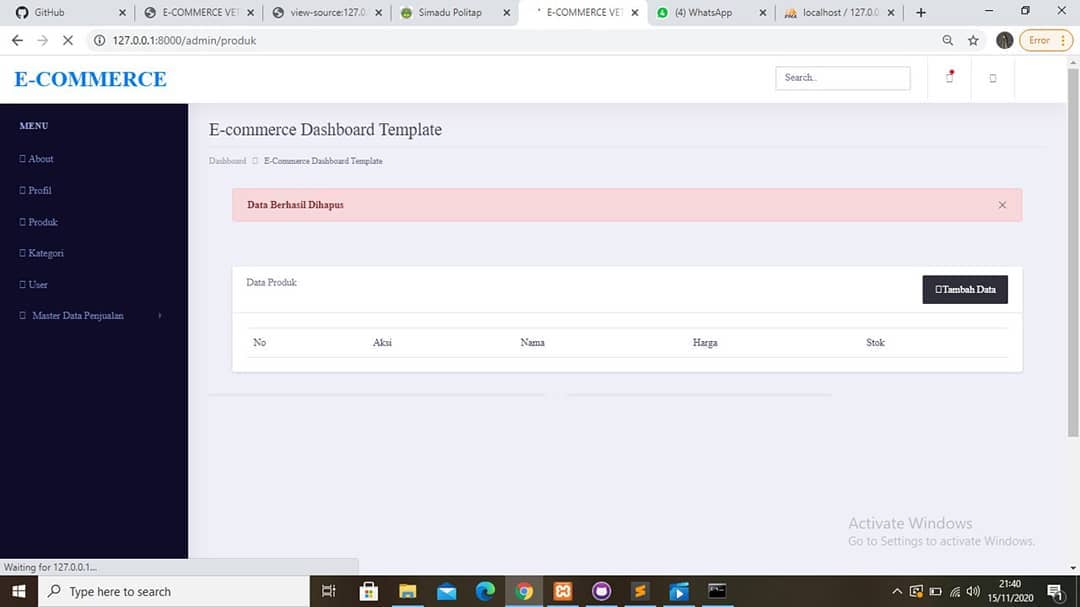 GitHub
E-COMMERCE VET
view-source:127.0.
Simadu Politap
E-COMMERCE VET
(4) WhatsApp
localhost / 127.0.0
127.0.0.1:8000/admin/produk
Error
E-COMMERCE
Search..
MENU
About
Profil
Produk
Kategori
User
Master Data Penjualan
E-commerce Dashboard Template
Dashboard E-Commerce Dashboard Template
Data Berhasil Dihapus
Data Produk
Tambah Data
No Aksi Nama Harga Stok
Activate Windows
Go to Settings to activate Windows.
Waiting for 127.0.0.1...
Type here to search
21:40
15/11/2020
1